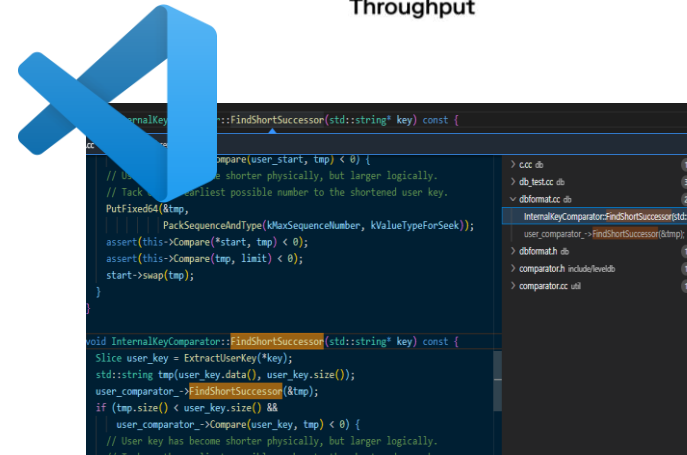 Throughput
::FindShortSuccessor(std::string* key) const {
ompare(user_start, tmp) < 0) {
shorter physically, but larger logically.
// Tack earliest possible number to the shortened user key.
PutFixed64(&tmp,
PackSequenceAndType(kMaxSequenceNumber, kValueTypeForSeek));
assert(this->Compare(*start, tmp) < 0);
assert(this->Compare(tmp, limit) < 0);
start->swap(tmp);
}
}
void InternalKeyComparator::FindShortSuccessor(std::string* key) const {
Slice user_key = ExtractUserKey(*key);
std::string tmp(user_key.data(), user_key.size());
user_comparator_->FindShortSuccessor(&tmp);
if (tmp.size() < user_key.size() &&
user_comparator_->Compare(user_key, tmp) < 0) {
// User key has become shorter physically, but larger logically.
> c.cc db
> db_test.cc db
dbformat.cc db
InternalKeyComparator::FindShortSuccessor(std:
user_comparator_->FindShortSuccessor(&tmp);
> dbformat.h db
> comparator.h include/leveldb
> comparator.cc util